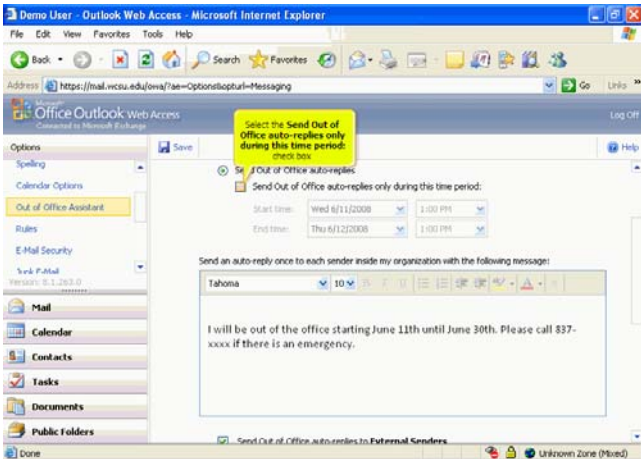 Demo User - Outlook Web Access - Microsoft Internet Explorer
File Edit View Favorites Tools Help
Back Search Favorites
Address https://mail.wcsu.edu/owa/?ae=Options&opturl=Messaging Go Links »
Microsoft
Office Outlook Web Access
Connected to Microsoft Exchange
Log Off
Options Save Help
Select the Send Out of
Office auto-replies only
during this time period:
check box
Spelling
Calendar Options
Out of Office Assistant
Rules
E-Mail Security
Junk E-Mail
Version: 8.1.263.0
Mail
Calendar
Contacts
Tasks
Documents
Public Folders
Send Out of Office auto-replies
Send Out of Office auto-replies only during this time period:
Start time: Wed 6/11/2008 1:00 PM
End time: Thu 6/12/2008 1:00 PM
Send an auto-reply once to each sender inside my organization with the following message:
Tahoma 10 B I U
I will be out of the office starting June 11th until June 30th. Please call 837-
xxxx if there is an emergency.
Send Out of Office auto-replies to External Senders
Done Unknown Zone (Mixed)